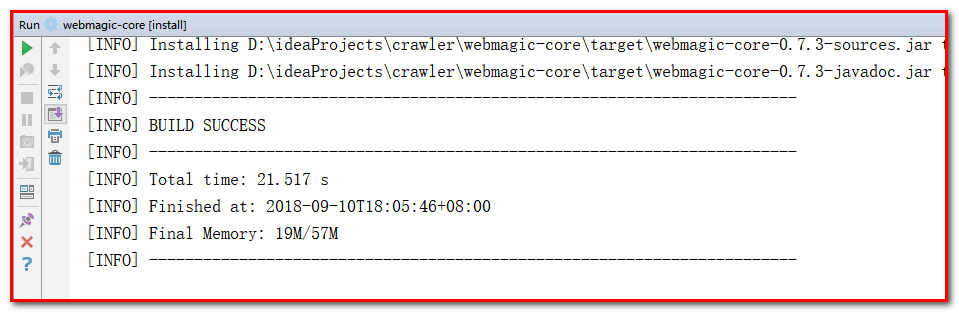 Run webmagic-core [install]
[INFO] Installing D:\ideaProjects\crawler\webmagic-core\target\webmagic-core-0.7.3-sources.jar t
[INFO] Installing D:\ideaProjects\crawler\webmagic-core\target\webmagic-core-0.7.3-javadoc.jar t
[INFO] ------------------------------------------------------------------------
[INFO] BUILD SUCCESS
[INFO] ------------------------------------------------------------------------
[INFO] Total time: 21.517 s
[INFO] Finished at: 2018-09-10T18:05:46+08:00
[INFO] Final Memory: 19M/57M
[INFO] ------------------------------------------------------------------------